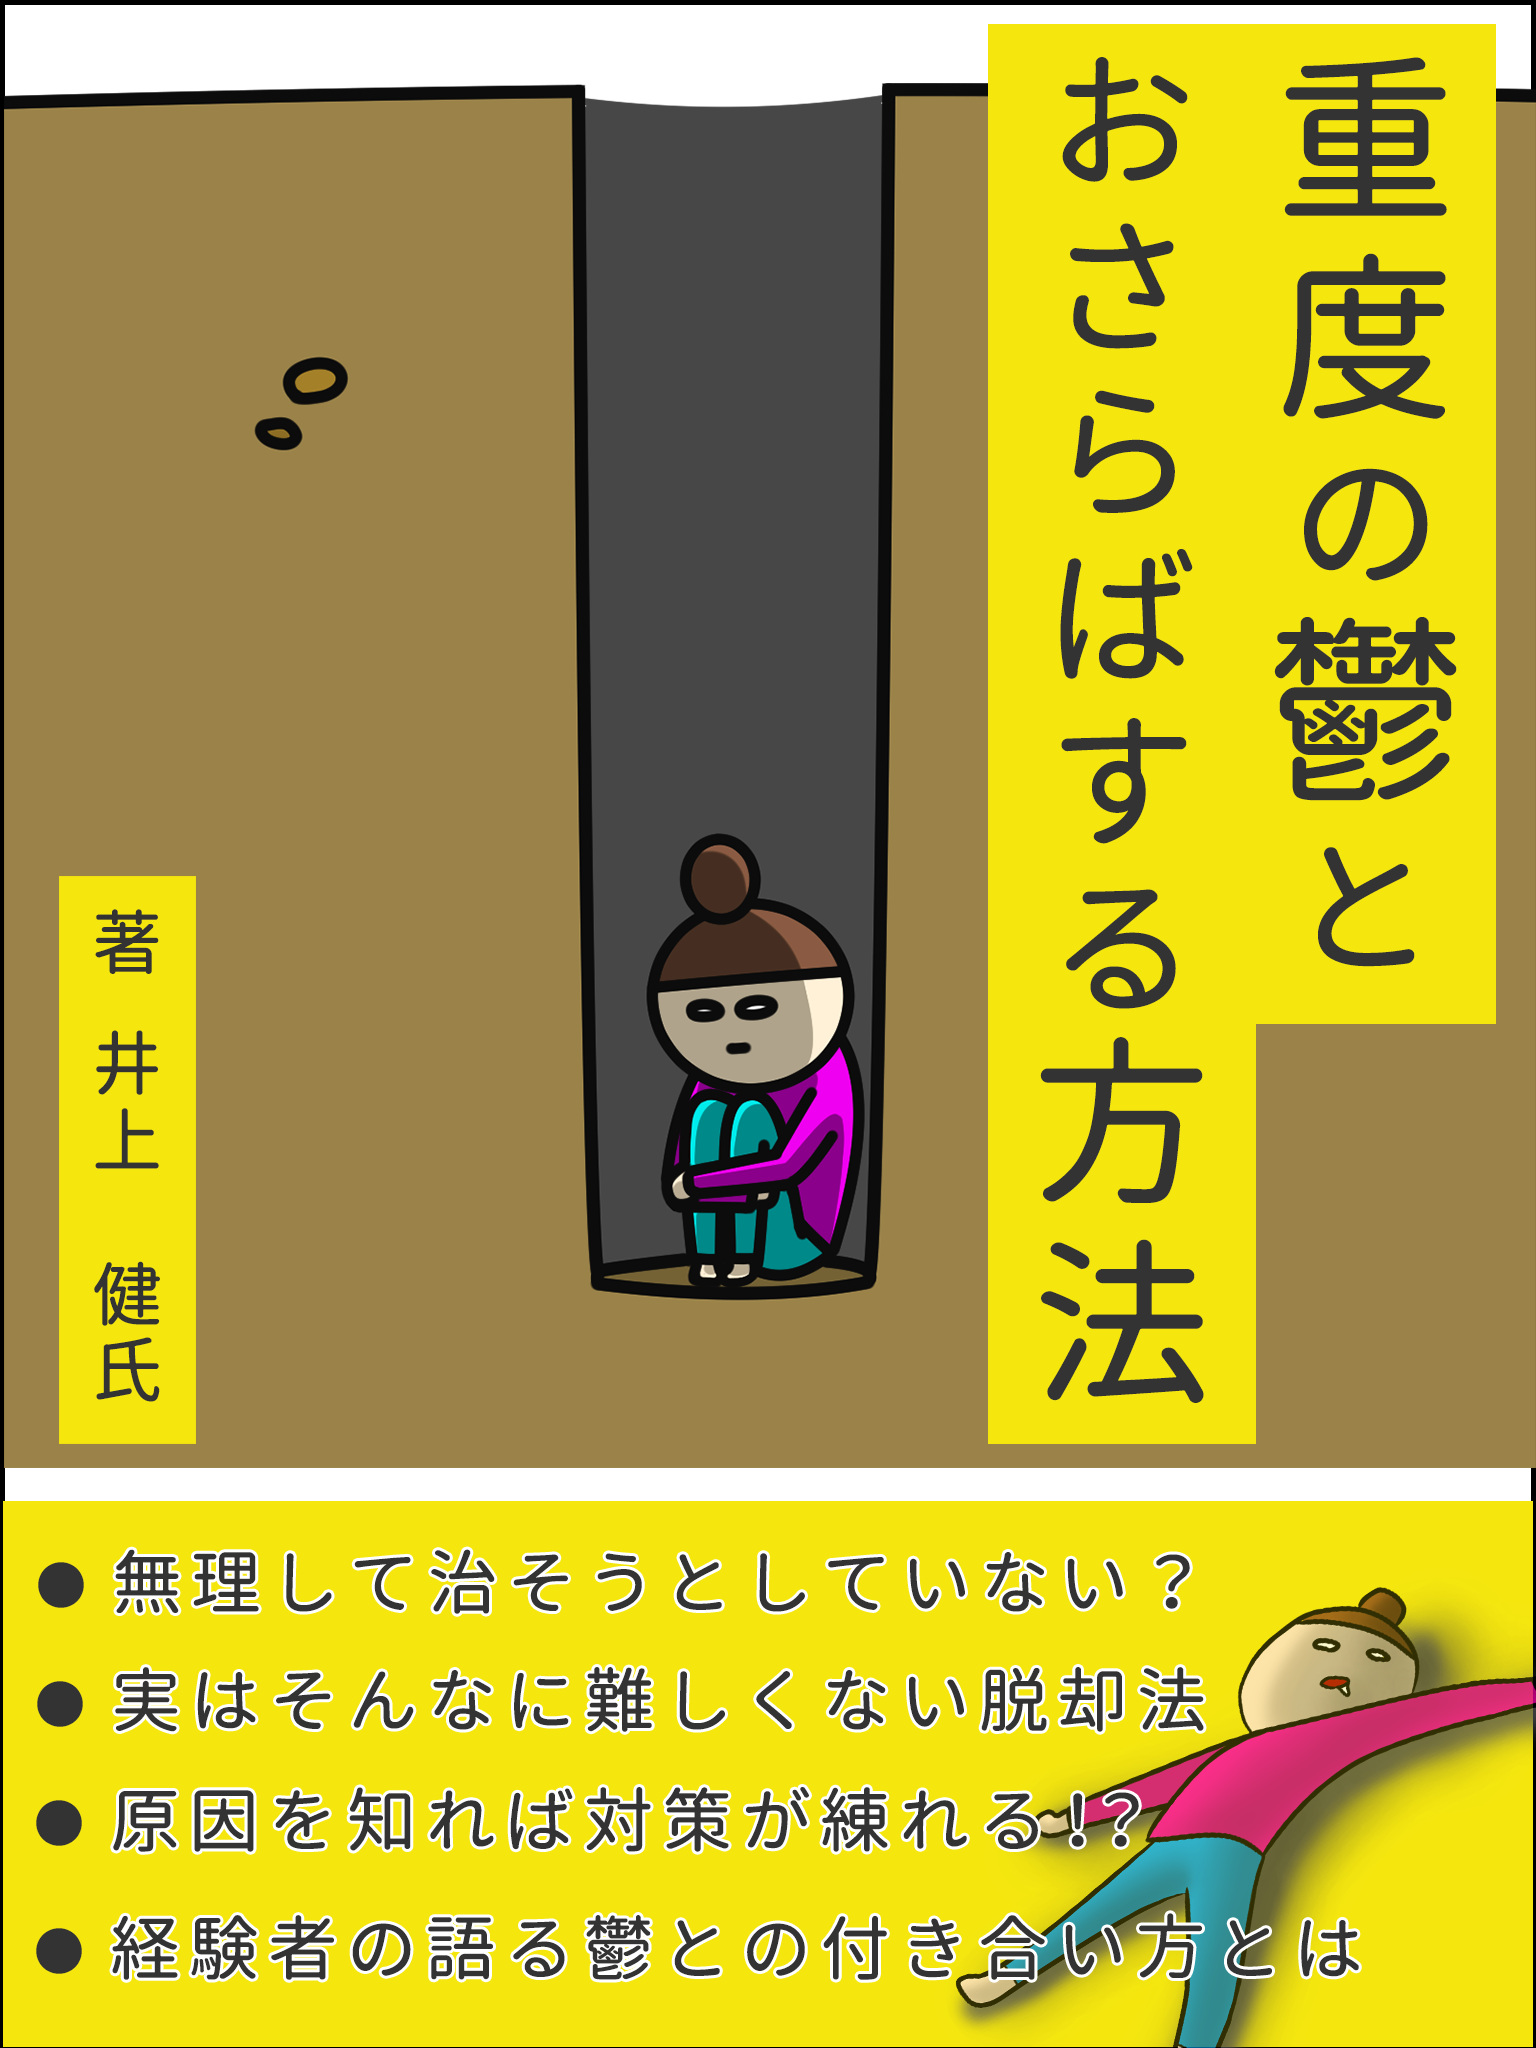 重度の鬱と
おさらばする方法
著 井上 健氏
● 無理して治そうとしていない？
● 実はそんなに難しくない脱却法
● 原因を知れば対策が練れる!?
● 経験者の語る鬱との付き合い方とは